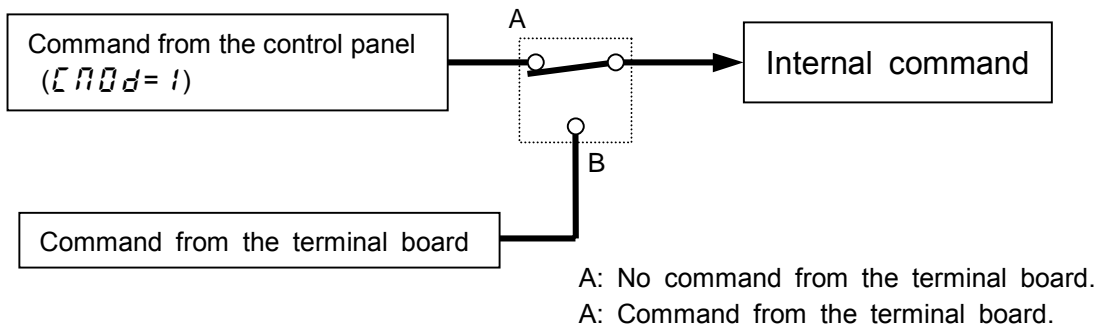 A
Command from the control panel
(CMOd= 1)
Internal command
B
Command from the terminal board
A: No command from the terminal board.
A: Command from the terminal board.